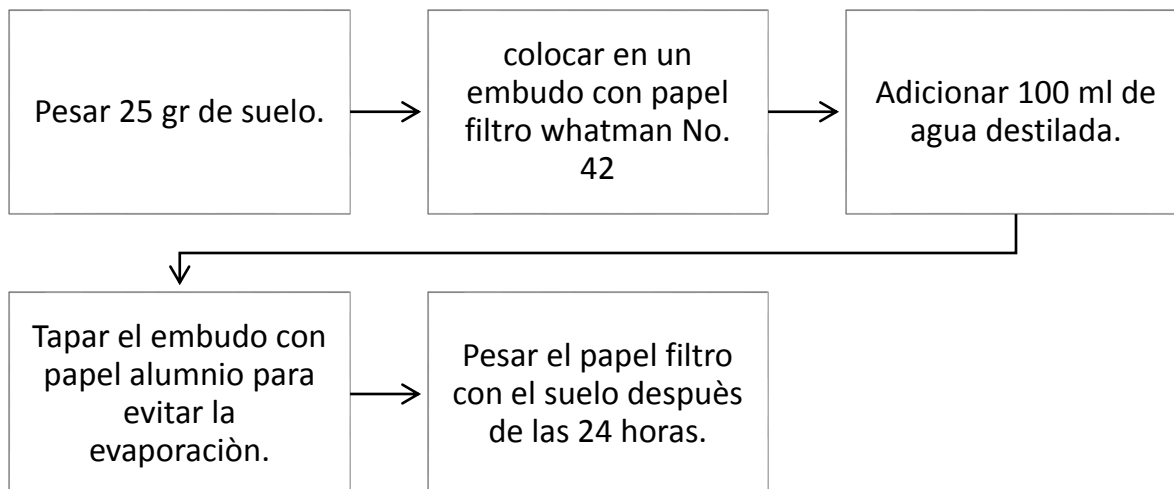 Pesar 25 gr de suelo.
colocar en un
embudo con papel
filtro whatman No.
42
Adicionar 100 ml de
agua destilada.
Tapar el embudo con
papel alumnio para
evitar la
evaporaciòn.
Pesar el papel filtro
con el suelo despuès
de las 24 horas.